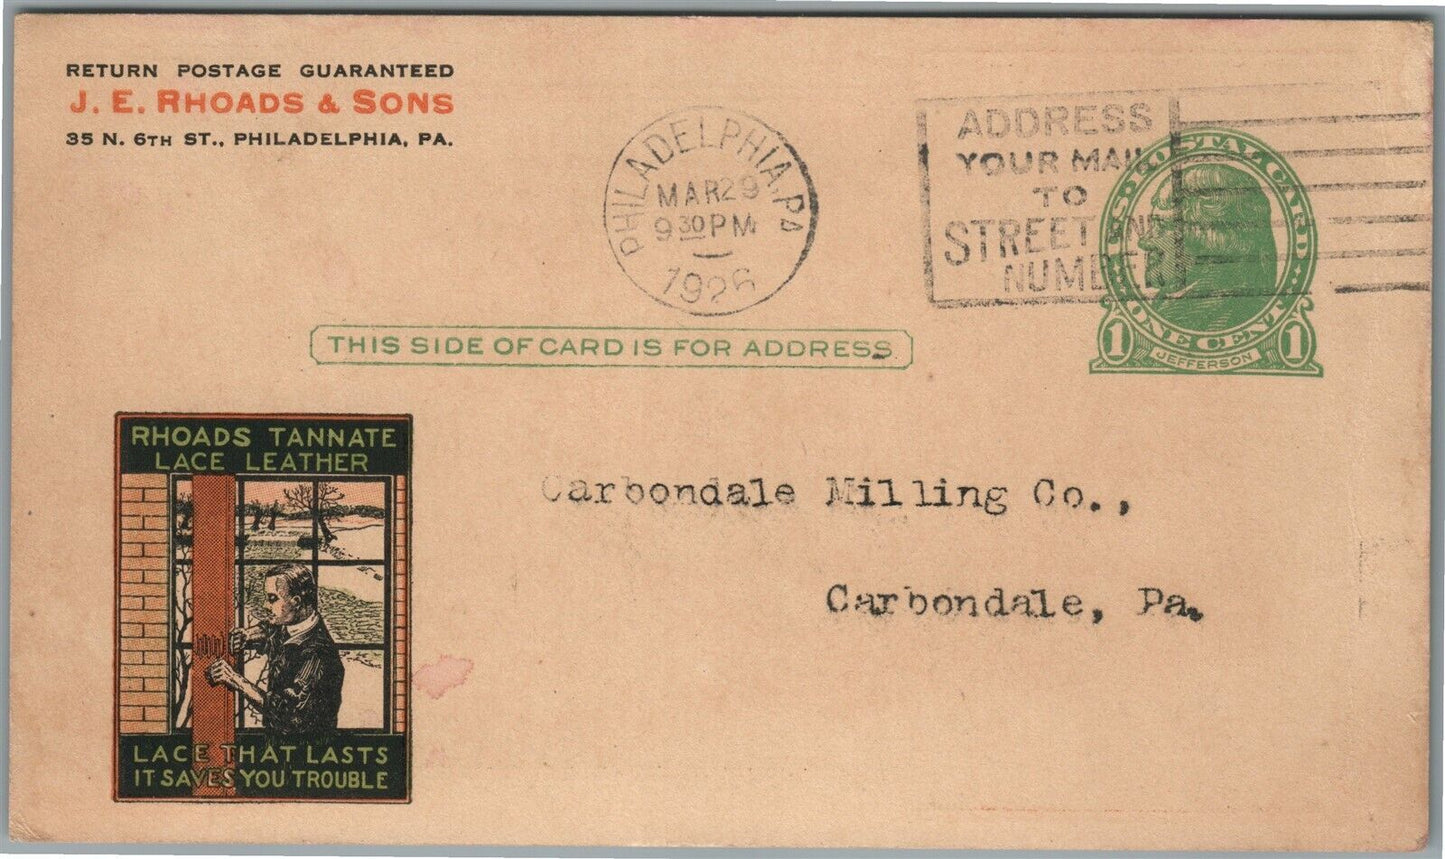 RETURN POSTAGE GUARANTEED
J. E. RHOADS & SONS
35 N. 6TH ST., PHILADELPHIA, PA.
PHILADELPHIA, PA
MAR 29
9 30 PM
1926
ADDRESS
YOUR MAIL
TO
STREET AND
NUMBER
U.S. POSTAL CARD
ONE CENT
1 JEFFERSON 1
THIS SIDE OF CARD IS FOR ADDRESS
RHOADS TANNATE
LACE LEATHER
LACE THAT LASTS
IT SAVES YOU TROUBLE
Carbondale Milling Co.,
Carbondale, Pa.